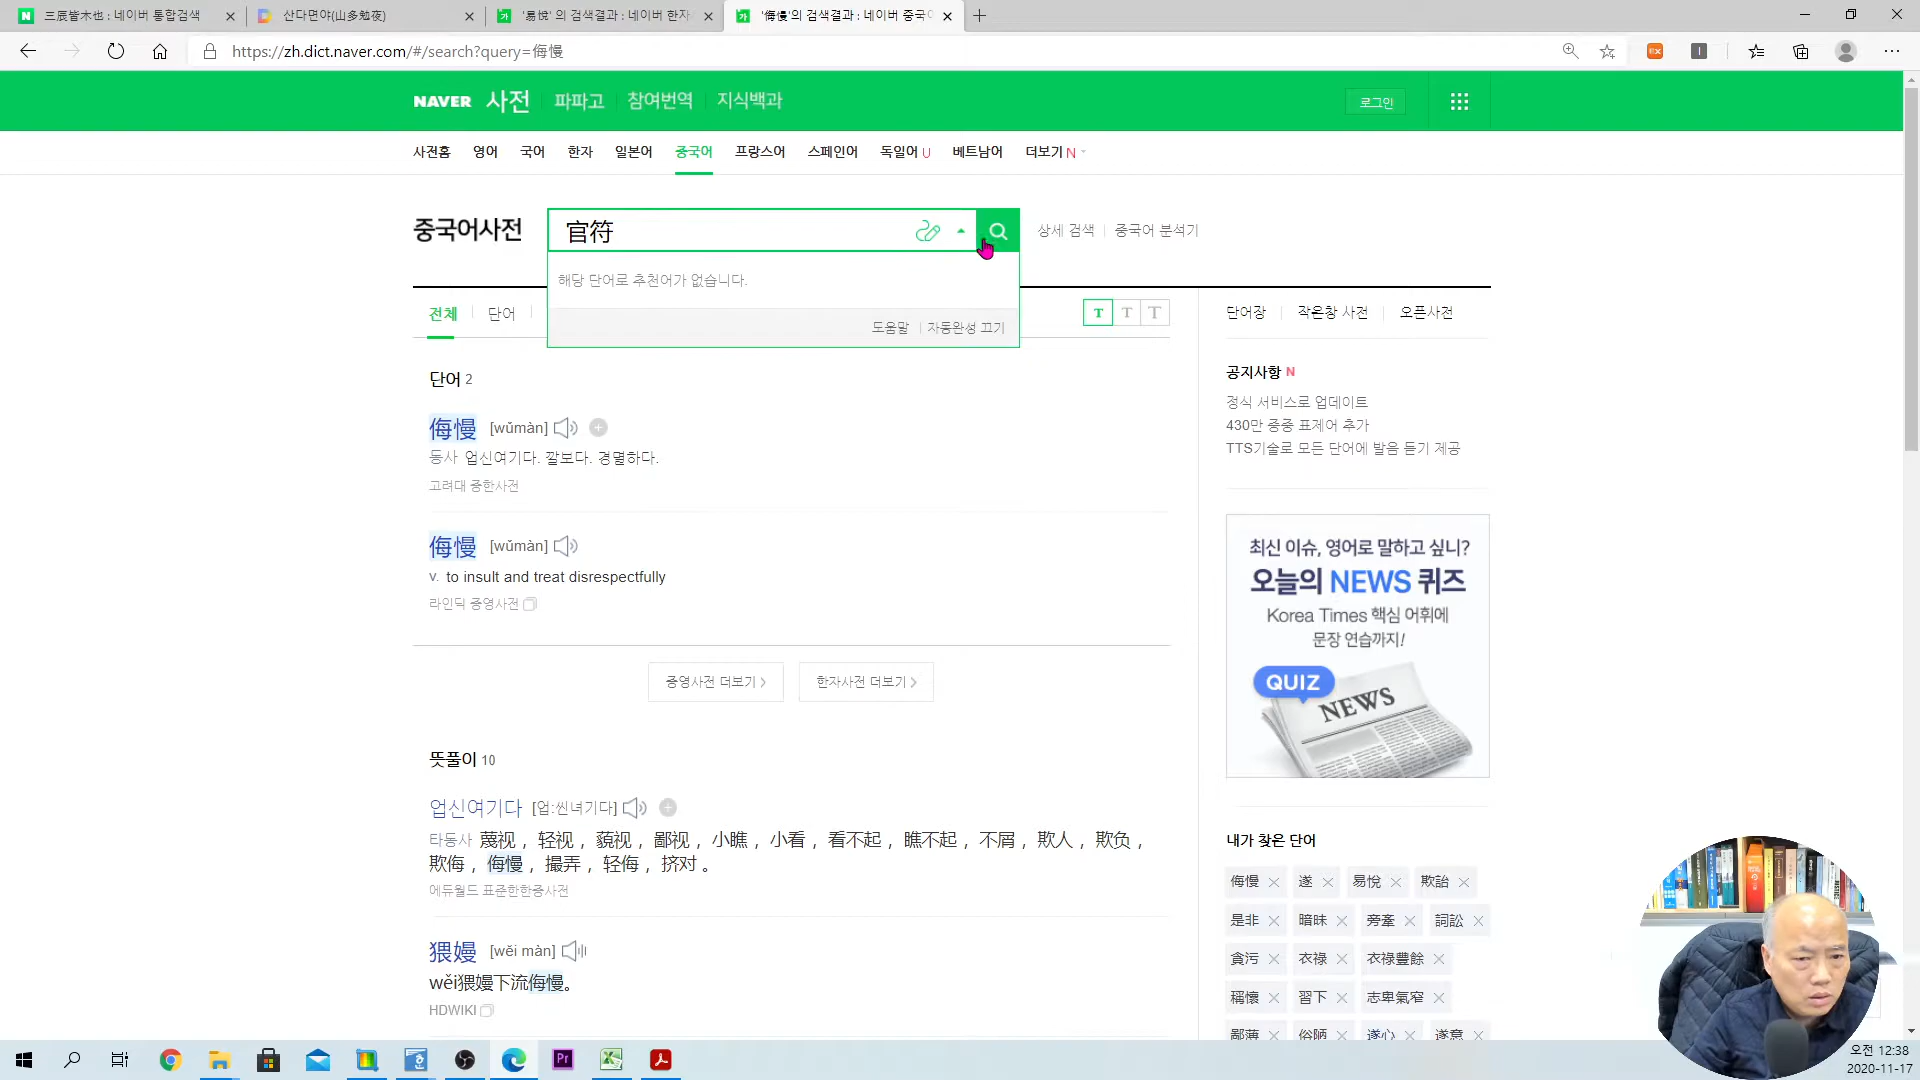 三辰皆木也 : 네이버 통합검색
산다면야(山多勉夜)
'易悅' 의 검색결과 : 네이버 한자사
'侮慢'의 검색결과 : 네이버 중국어
https://zh.dict.naver.com/#/search?query=侮慢
NAVER 사전 파파고 참여번역 지식백과
로그인
사전홈 영어 국어 한자 일본어 중국어 프랑스어 스페인어 독일어 U 베트남어 더보기 N
중국어사전
官符
상세 검색 중국어 분석기
해당 단어로 추천어가 없습니다.
도움말 자동완성 끄기
전체 단어
T T T
단어장 작은창 사전 오픈사전
단어 2
侮慢 [wǔmàn]
동사 업신여기다. 깔보다. 경멸하다.
고려대 중한사전
侮慢 [wǔmàn]
v. to insult and treat disrespectfully
라인딕 중영사전
중영사전 더보기
한자사전 더보기
뜻풀이 10
업신여기다 [업:씬녀기다]
타동사 蔑视，轻视，藐视，鄙视，小瞧，小看，看不起，瞧不起，不屑，欺人，欺负，
欺侮，侮慢，撮弄，轻侮，挤对。
에듀월드 표준한한중사전
猥嫚 [wěi màn]
wěi猥嫚下流侮慢。
HDWIKI
공지사항 N
정식 서비스로 업데이트
430만 중중 표제어 추가
TTS기술로 모든 단어에 발음 듣기 제공
최신 이슈, 영어로 말하고 싶니?
오늘의 NEWS 퀴즈
Korea Times 핵심 어휘에
문장 연습까지!
QUIZ
NEWS
내가 찾은 단어
侮慢 遂 易悅 欺詒
是非 暗昧 旁牽 詞訟
貪污 衣祿 衣祿豐餘
稱懷 習下 志卑氣窄
鄙薄 俗陋 遂心 遂意
오전 12:38
2020-11-17